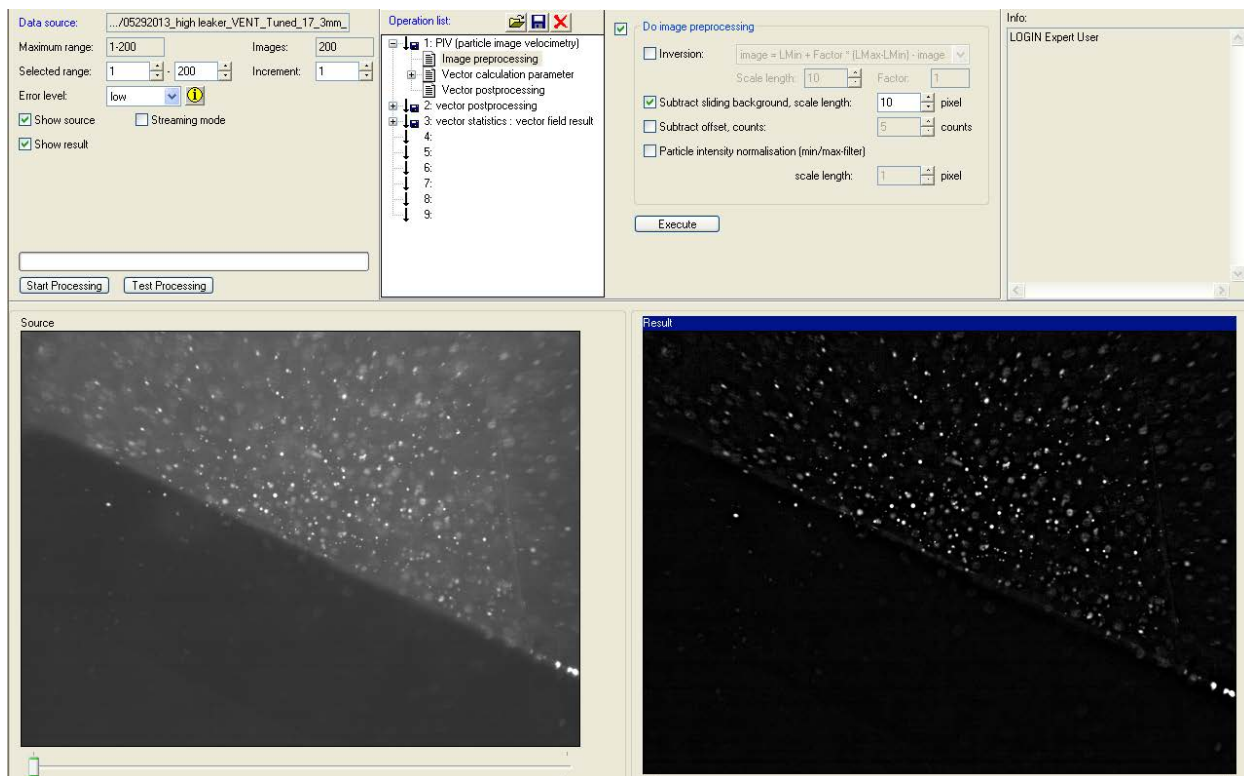 Data source: .../05292013_high leaker_VENT_Tuned_17_3mm_
Maximum range: 1-200 Images: 200
Selected range: 1 - 200 Increment: 1
Error level: low
Show source Streaming mode
Show result
Start Processing Test Processing
Operation list:
1: PIV (particle image velocimetry)
Image preprocessing
Vector calculation parameter
Vector postprocessing
2: vector postprocessing
3: vector statistics : vector field result
4:
5:
6:
7:
8:
9:
Do image preprocessing
Inversion: image = LMin + Factor * (LMax-LMin) - image
Scale length: 10 Factor: 1
Subtract sliding background, scale length: 10 pixel
Subtract offset, counts: 5 counts
Particle intensity normalisation (min/max-filter)
scale length: 1 pixel
Execute
Info:
LOGIN Expert User
Source
Result